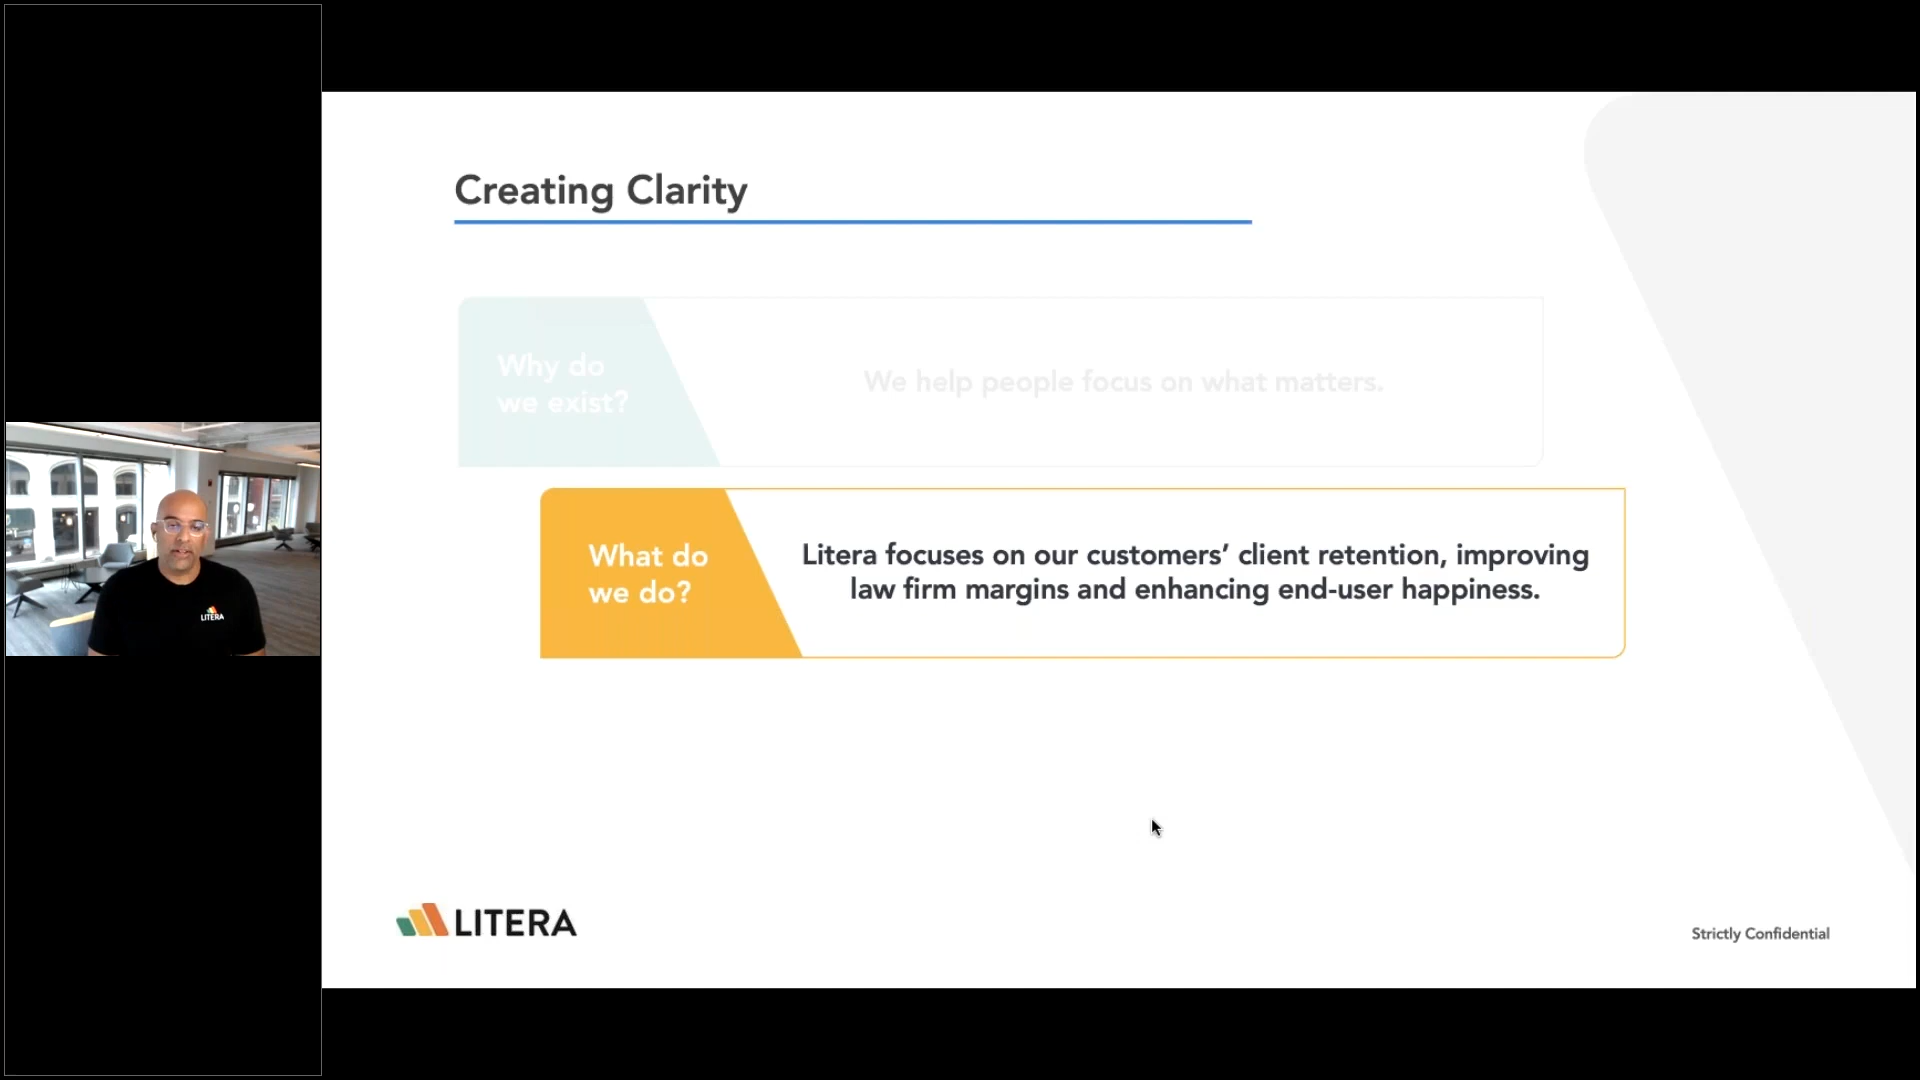 Creating Clarity
Why do
we exist?
We help people focus on what matters.
What do
we do?
Litera focuses on our customers’ client retention, improving
law firm margins and enhancing end-user happiness.
LITERA
LITERA
Strictly Confidential